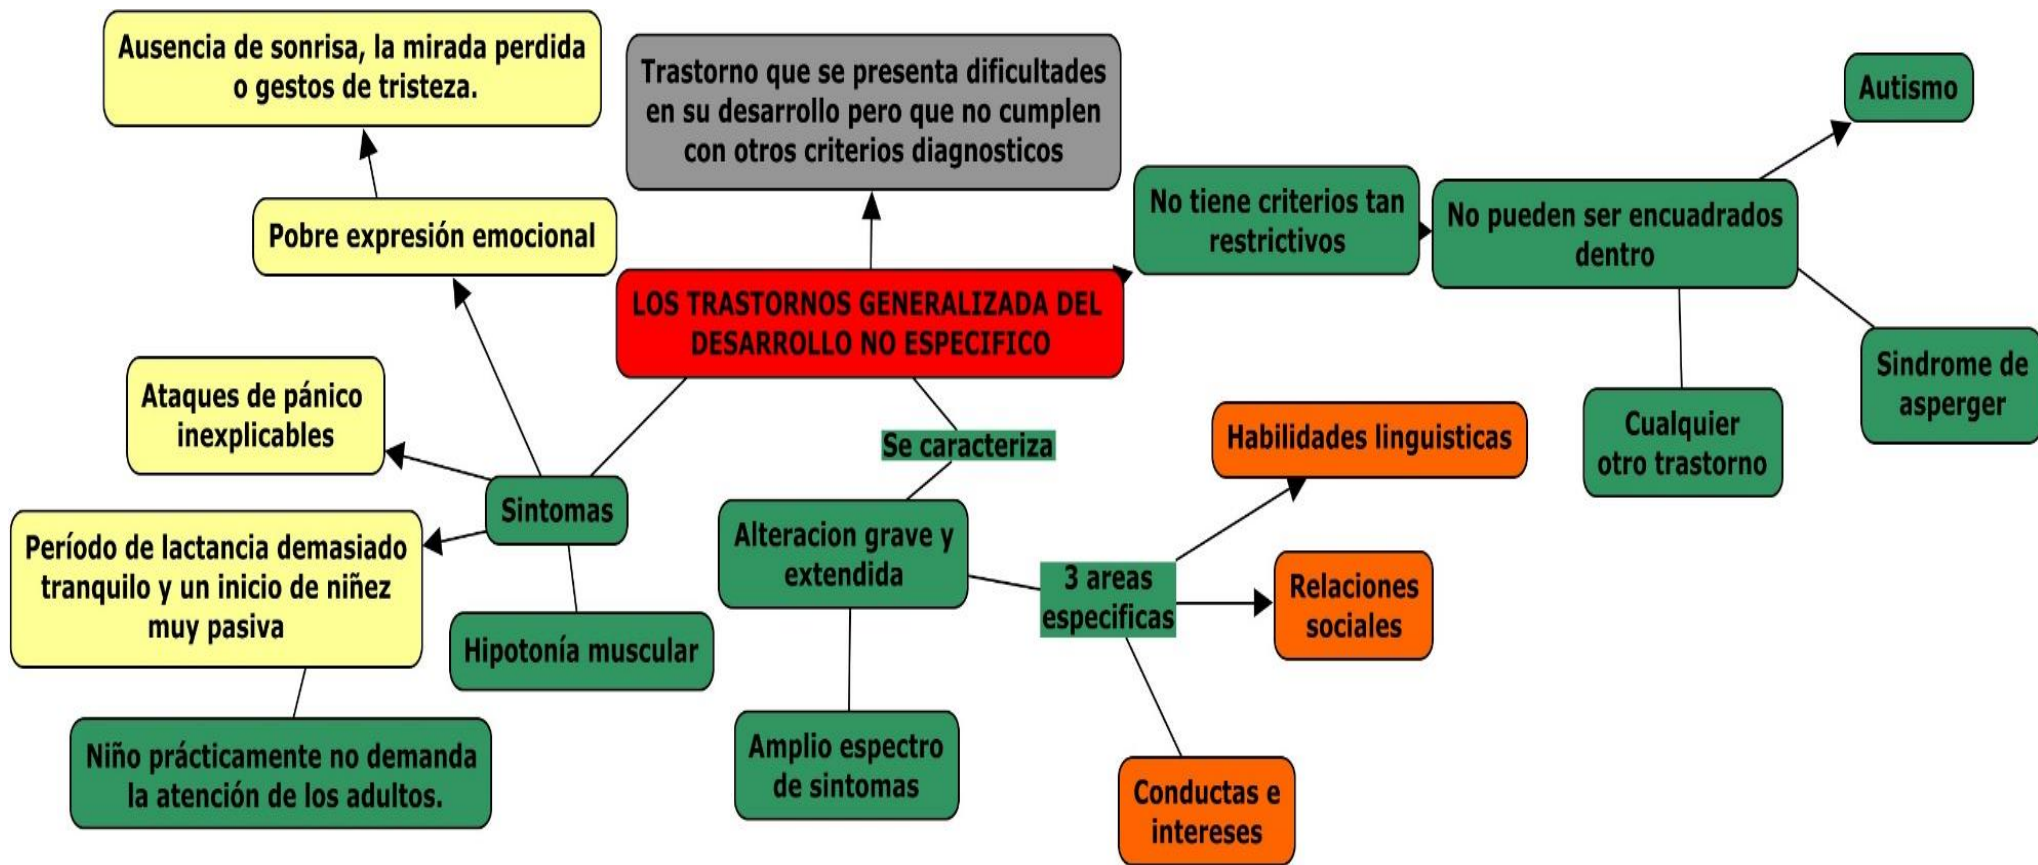 Ausencia de sonrisa, la mirada perdida
o gestos de tristeza.
Trastorno que se presenta dificultades
en su desarrollo pero que no cumplen
con otros criterios diagnosticos
Autismo
Pobre expresión emocional
No tiene criterios tan
restrictivos
No pueden ser encuadrados
dentro
LOS TRASTORNOS GENERALIZADA DEL
DESARROLLO NO ESPECIFICO
Ataques de pánico
inexplicables
Se caracteriza
Habilidades linguisticas
Cualquier
otro trastorno
Sindrome de
asperger
Sintomas
Período de lactancia demasiado
tranquilo y un inicio de niñez
muy pasiva
Alteracion grave y
extendida
3 areas
especificas
Relaciones
sociales
Hipotonía muscular
Niño prácticamente no demanda
la atención de los adultos.
Amplio espectro
de sintomas
Conductas e
intereses